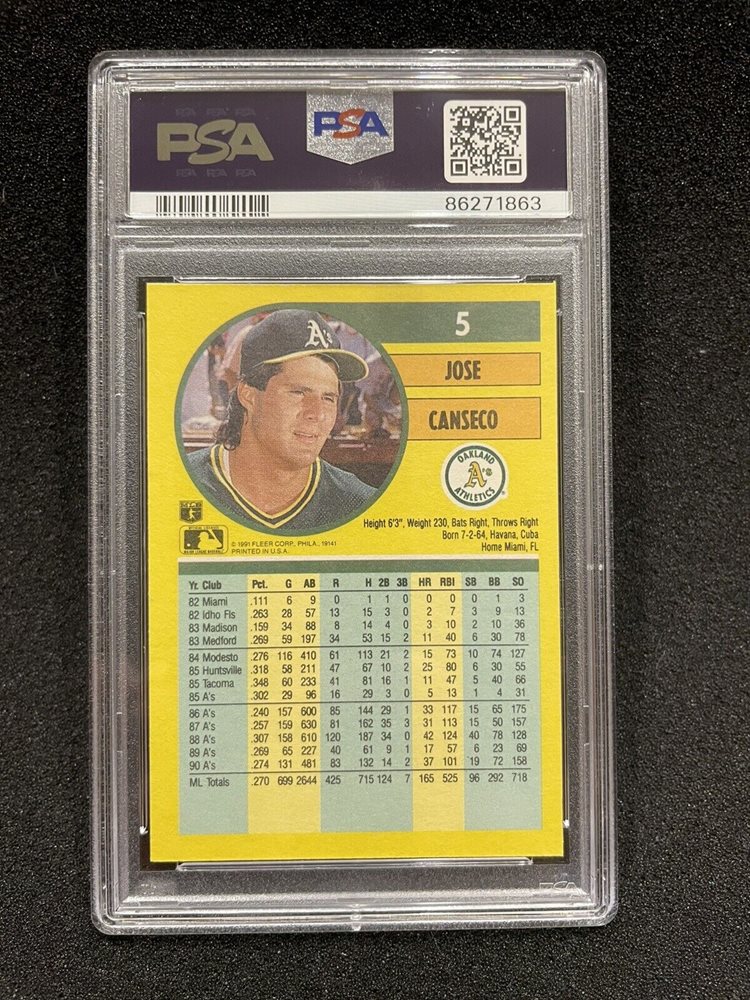 PSA PSA PSA
PSA
PSA PSA PSA
PSA
86271863
A's
5
JOSE
CANSECO
OAKLAND
A's
ATHLETICS
®
Height 6'3", Weight 230, Bats Right, Throws Right
Born 7-2-64, Havana, Cuba
Home Miami, FL
© 1991 FLEER CORP., PHILA., 19141
PRINTED IN U.S.A.
Yr. Club Pct. G AB R H 2B 3B HR RBI SB BB SO
82 Miami .111 6 9 0 1 1 0 0 0 0 1 3
82 Idho Fls .263 28 57 13 15 3 0 2 7 3 9 13
83 Madison .159 34 88 8 14 4 0 3 10 2 10 36
83 Medford .269 59 197 34 53 15 2 11 40 6 30 78
84 Modesto .276 116 410 61 113 21 2 15 73 10 74 127
85 Huntsville .318 58 211 47 67 10 2 25 80 6 30 55
85 Tacoma .348 60 233 41 81 16 1 11 47 5 40 66
85 A's .302 29 96 16 29 3 0 5 13 1 4 31
86 A's .240 157 600 85 144 29 1 33 117 15 65 175
87 A's .257 159 630 81 162 35 3 31 113 15 50 157
88 A's .307 158 610 120 187 34 0 42 124 40 78 128
89 A's .269 65 227 40 61 9 1 17 57 6 23 69
90 A's .274 131 481 83 132 14 2 37 101 19 72 158
ML Totals .270 699 2644 425 715 124 7 165 525 96 292 718
PSA